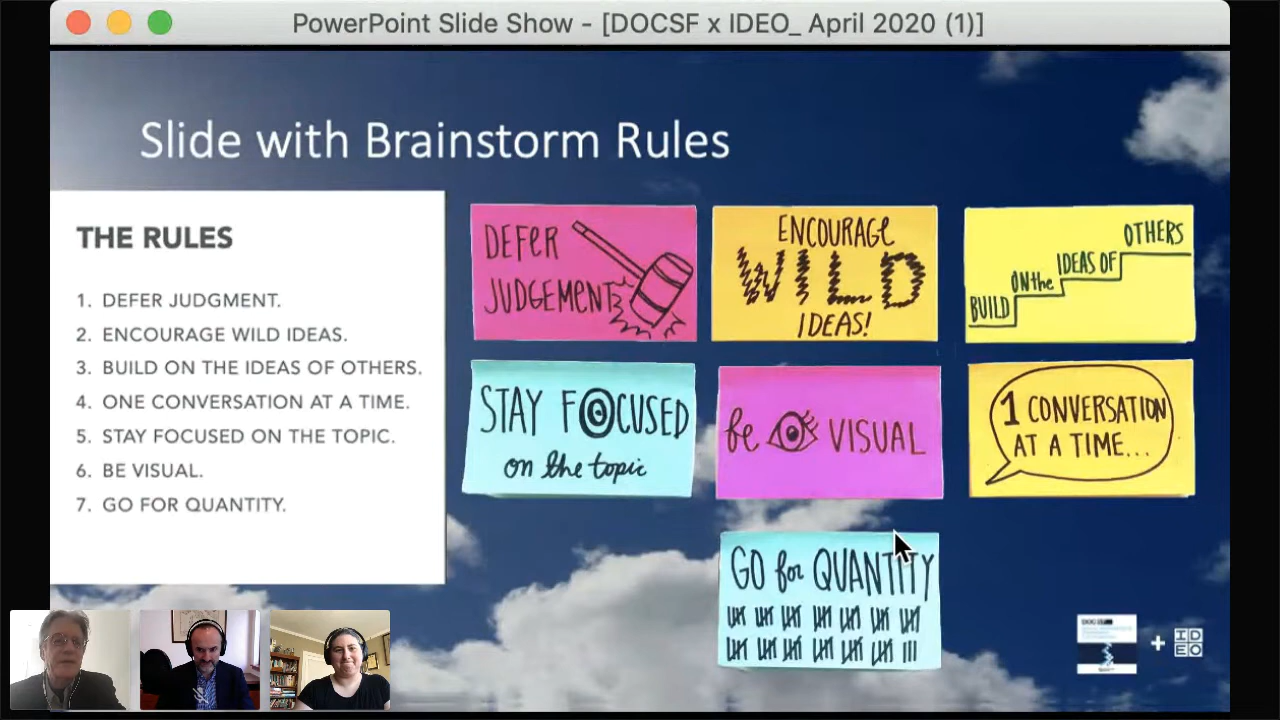 PowerPoint Slide Show - [DOCSF x IDEO_ April 2020 (1)]
Slide with Brainstorm Rules
THE RULES
1. DEFER JUDGMENT.
2. ENCOURAGE WILD IDEAS.
3. BUILD ON THE IDEAS OF OTHERS.
4. ONE CONVERSATION AT A TIME.
5. STAY FOCUSED ON THE TOPIC.
6. BE VISUAL.
7. GO FOR QUANTITY.
DEFER
JUDGEMENT
ENCOURAGE
WILD
IDEAS!
BUILD ON the IDEAS OF OTHERS
STAY FOCUSED
on the topic
be VISUAL
1 CONVERSATION
AT A TIME...
GO for QUANTITY
+
ID
EO